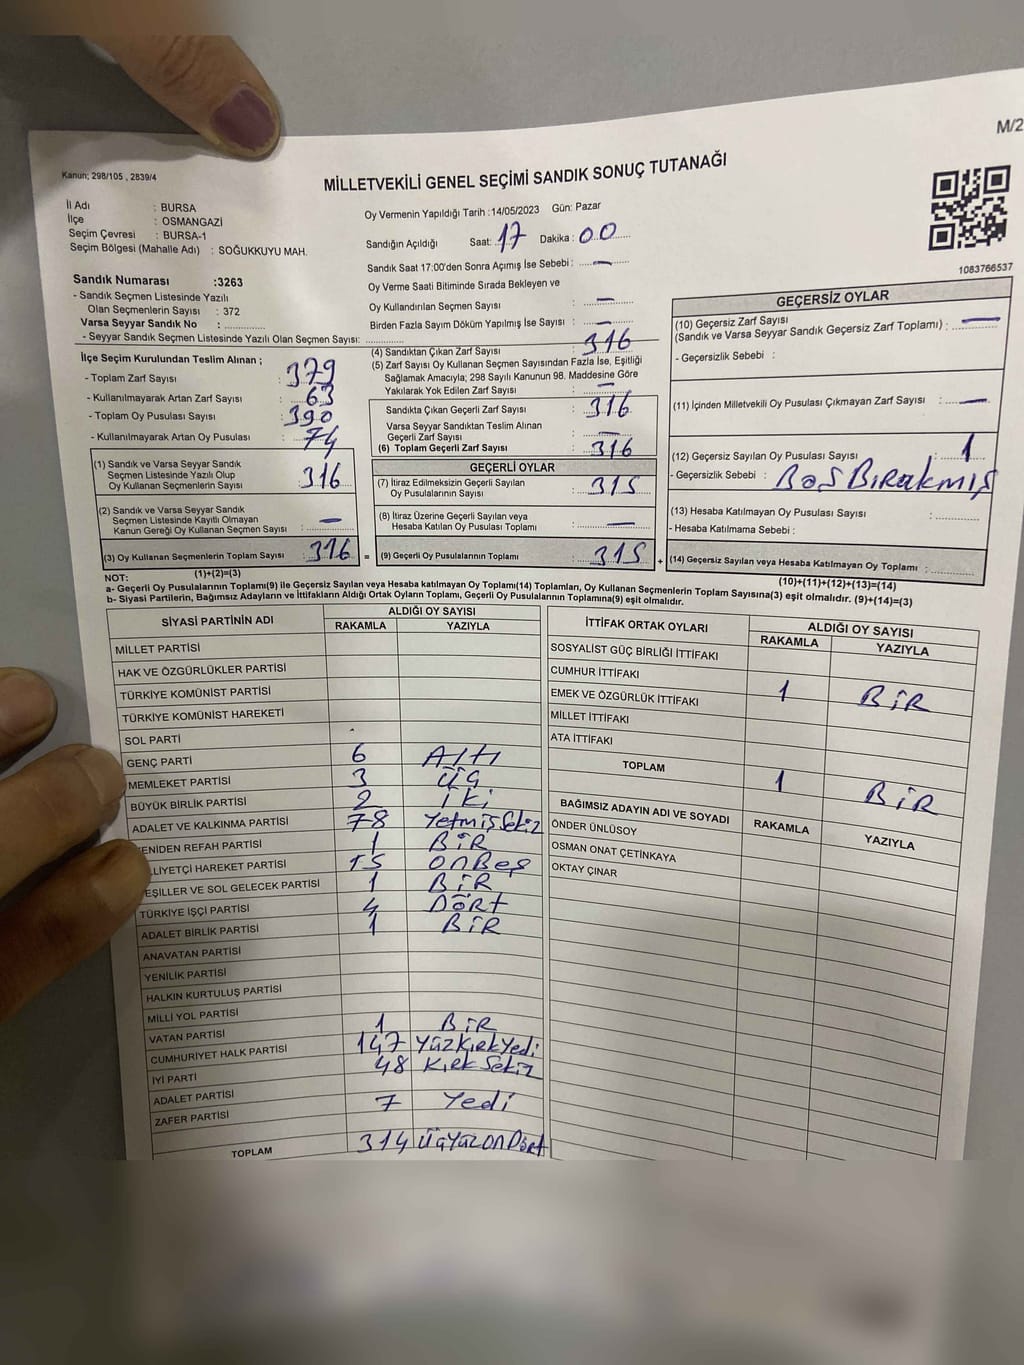 M/2
Kanun; 298/105 , 2839/4
MİLLETVEKİLİ GENEL SEÇİMİ SANDIK SONUÇ TUTANAĞI
İl Adı : BURSA
İlçe : OSMANGAZİ
Seçim Çevresi : BURSA-1
Seçim Bölgesi (Mahalle Adı) : SOĞUKKUYU MAH.
Sandık Numarası :3263
- Sandık Seçmen Listesinde Yazılı
Olan Seçmenlerin Sayısı : 372
Varsa Seyyar Sandık No : ..............
- Seyyar Sandık Seçmen Listesinde Yazılı Olan Seçmen Sayısı: ..............
İlçe Seçim Kurulundan Teslim Alınan ;
- Toplam Zarf Sayısı : 379
- Kullanılmayarak Artan Zarf Sayısı : 63
- Toplam Oy Pusulası Sayısı : 390
- Kullanılmayarak Artan Oy Pusulası : 74
(1) Sandık ve Varsa Seyyar Sandık
Seçmen Listesinde Yazılı Olup
Oy Kullanan Seçmenlerin Sayısı 316
(2) Sandık ve Varsa Seyyar Sandık
Seçmen Listesinde Kayıtlı Olmayan
Kanun Gereği Oy Kullanan Seçmen Sayısı : —
(3) Oy Kullanan Seçmenlerin Toplam Sayısı : 316 =
(1)+(2)=(3)
Oy Vermenin Yapıldığı Tarih :14/05/2023 Gün: Pazar
Sandığın Açıldığı Saat: 17 Dakika : 00
Sandık Saat 17:00'den Sonra Açımış İse Sebebi : —
Oy Verme Saati Bitiminde Sırada Bekleyen ve
Oy Kullandırılan Seçmen Sayısı : —
Birden Fazla Sayım Döküm Yapılmış İse Sayısı : —
(4) Sandıktan Çıkan Zarf Sayısı : 316
(5) Zarf Sayısı Oy Kullanan Seçmen Sayısından Fazla İse, Eşitliği
Sağlamak Amacıyla; 298 Sayılı Kanunun 98. Maddesine Göre
Yakılarak Yok Edilen Zarf Sayısı : —
Sandıkta Çıkan Geçerli Zarf Sayısı : 316
Varsa Seyyar Sandıktan Teslim Alınan
Geçerli Zarf Sayısı : —
(6) Toplam Geçerli Zarf Sayısı : 316
GEÇERLİ OYLAR
(7) İtiraz Edilmeksizin Geçerli Sayılan
Oy Pusulalarının Sayısı : 315
(8) İtiraz Üzerine Geçerli Sayılan veya
Hesaba Katılan Oy Pusulası Toplamı : —
(9) Geçerli Oy Pusulalarının Toplamı : 315 +
1083766537
GEÇERSİZ OYLAR
(10) Geçersiz Zarf Sayısı
(Sandık ve Varsa Seyyar Sandık Geçersiz Zarf Toplamı) : —
- Geçersizlik Sebebi :
(11) İçinden Milletvekili Oy Pusulası Çıkmayan Zarf Sayısı : —
(12) Geçersiz Sayılan Oy Pusulası Sayısı : 1
- Geçersizlik Sebebi : BOŞ BIRakmış
(13) Hesaba Katılmayan Oy Pusulası Sayısı : ..............
- Hesaba Katılmama Sebebi :
(14) Geçersiz Sayılan veya Hesaba Katılmayan Oy Toplamı : ..............
(10)+(11)+(12)+(13)=(14)
NOT:
a- Geçerli Oy Pusulalarının Toplamı(9) ile Geçersiz Sayılan veya Hesaba katılmayan Oy Toplamı(14) Toplamları, Oy Kullanan Seçmenlerin Toplam Sayısına(3) eşit olmalıdır. (9)+(14)=(3)
b- Siyasi Partilerin, Bağımsız Adayların ve İttifakların Aldığı Ortak Oyların Toplamı, Geçerli Oy Pusulalarının Toplamına(9) eşit olmalıdır.
SİYASİ PARTİNİN ADI ALDIĞI OY SAYISI
RAKAMLA YAZIYLA
MİLLET PARTİSİ
HAK VE ÖZGÜRLÜKLER PARTİSİ
TÜRKİYE KOMÜNİST PARTİSİ
TÜRKİYE KOMÜNİST HAREKETİ
SOL PARTİ
GENÇ PARTİ 6 ALTI
MEMLEKET PARTİSİ 3 ÜÇ
BÜYÜK BİRLİK PARTİSİ 2 iKi
ADALET VE KALKINMA PARTİSİ 78 YetmişSekiz
ENİDEN REFAH PARTİSİ 1 BİR
LLİYETÇİ HAREKET PARTİSİ 15 OnBeş
EŞİLLER VE SOL GELECEK PARTİSİ 1 BİR
TÜRKİYE İŞÇİ PARTİSİ 4 DÖRT
ADALET BİRLİK PARTİSİ 1 BİR
ANAVATAN PARTİSİ
YENİLİK PARTİSİ
HALKIN KURTULUŞ PARTİSİ
MİLLİ YOL PARTİSİ
VATAN PARTİSİ 1 BİR
CUMHURİYET HALK PARTİSİ 147 YüzKırkYedi
İYİ PARTİ 48 Kırk Sekiz
ADALET PARTİSİ
ZAFER PARTİSİ 7 Yedi
TOPLAM 314 ÜçYüzOnDört
İTTİFAK ORTAK OYLARI ALDIĞI OY SAYISI
RAKAMLA YAZIYLA
SOSYALİST GÜÇ BİRLİĞİ İTTİFAKI
CUMHUR İTTİFAKI 1 BİR
EMEK VE ÖZGÜRLÜK İTTİFAKI
MİLLET İTTİFAKI
ATA İTTİFAKI
TOPLAM 1 BİR
BAĞIMSIZ ADAYIN ADI VE SOYADI RAKAMLA YAZIYLA
ÖNDER ÜNLÜSOY
OSMAN ONAT ÇETİNKAYA
OKTAY ÇINAR